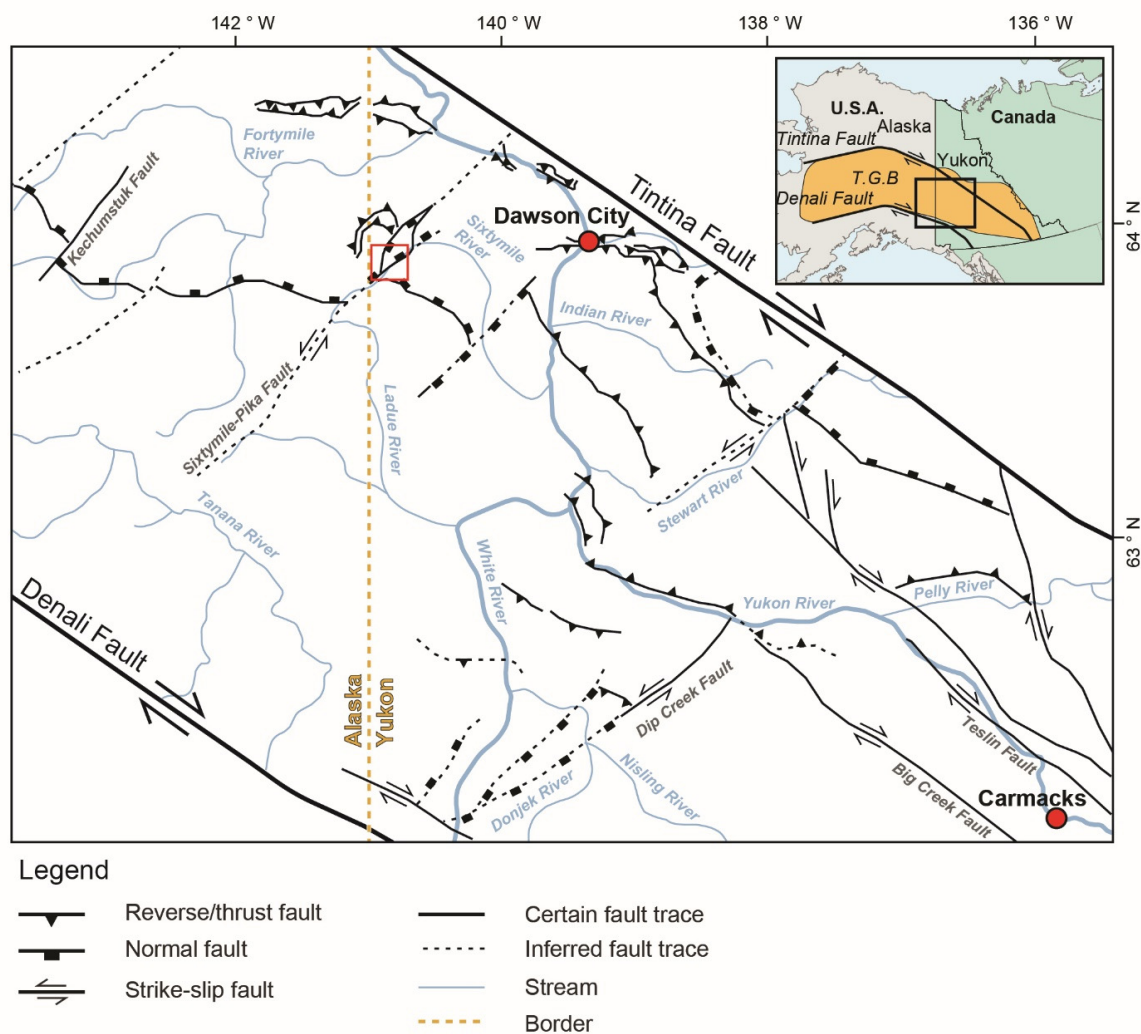 142 ° W
140 ° W
138 ° W
136 ° W
U.S.A.
Alaska
Canada
Tintina Fault
Yukon
T.G.B
Denali Fault
64 ° N
63 ° N
Fortymile
River
Kechumstuk Fault
Tintina Fault
Dawson City
Sixtymile
River
Indian River
Sixtymile-Pika Fault
Ladue River
Stewart River
Tanana River
White River
Yukon River
Pelly River
Denali Fault
Alaska
Yukon
Dip Creek Fault
Donjek River
Nisling River
Teslin Fault
Big Creek Fault
Carmacks
Legend
Reverse/thrust fault
Certain fault trace
Normal fault
Inferred fault trace
Strike-slip fault
Stream
Border